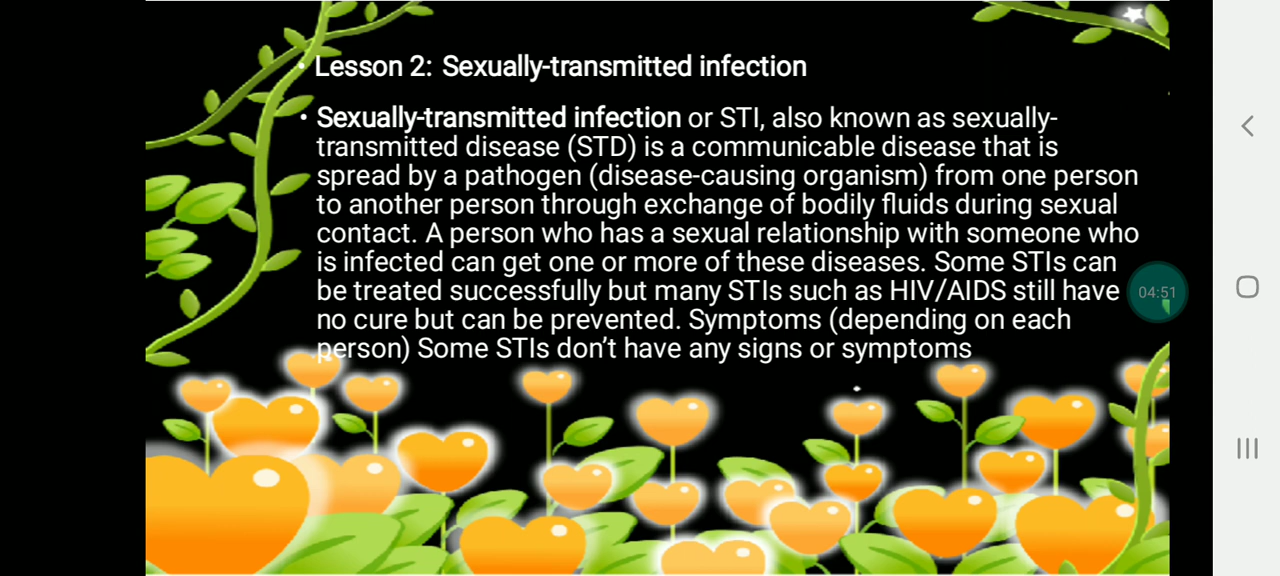 • Lesson 2: Sexually-transmitted infection
• Sexually-transmitted infection or STI, also known as sexually-
transmitted disease (STD) is a communicable disease that is
spread by a pathogen (disease-causing organism) from one person
to another person through exchange of bodily fluids during sexual
contact. A person who has a sexual relationship with someone who
is infected can get one or more of these diseases. Some STIs can
be treated successfully but many STIs such as HIV/AIDS still have
no cure but can be prevented. Symptoms (depending on each
person) Some STIs don’t have any signs or symptoms
04:51